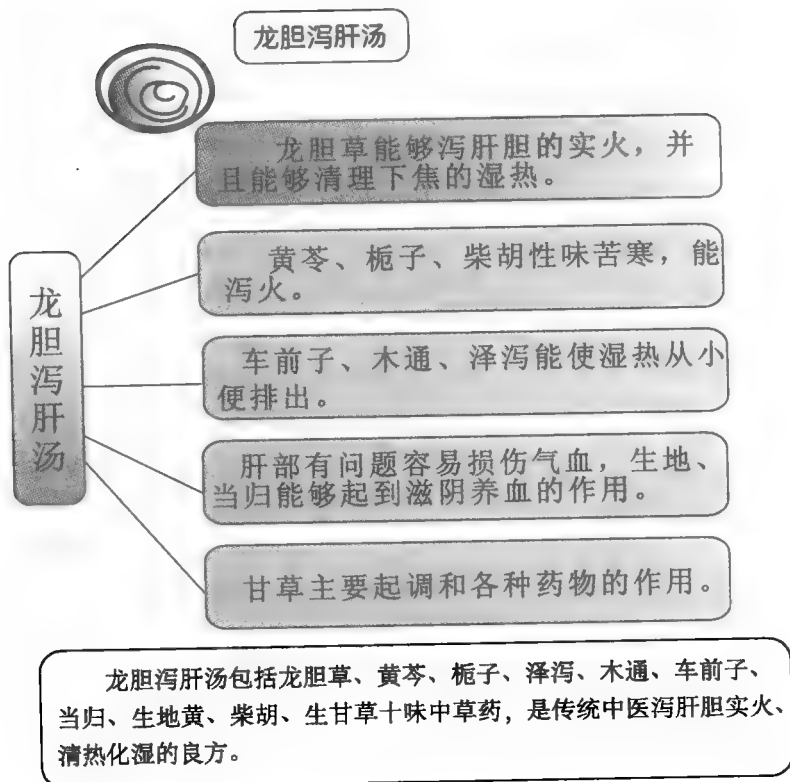 龙胆泻肝汤
龙胆草能够泻肝胆的实火，并
且能够清理下焦的湿热。
黄芩、栀子、柴胡性味苦寒，能
泻火。
龙胆泻肝汤
车前子、木通、泽泻能使湿热从小
便排出。
肝部有问题容易损伤气血，生地、
当归能够起到滋阴养血的作用。
甘草主要起调和各种药物的作用。
龙胆泻肝汤包括龙胆草、黄芩、栀子、泽泻、木通、车前子、
当归、生地黄、柴胡、生甘草十味中草药，是传统中医泻肝胆实火、
清热化湿的良方。